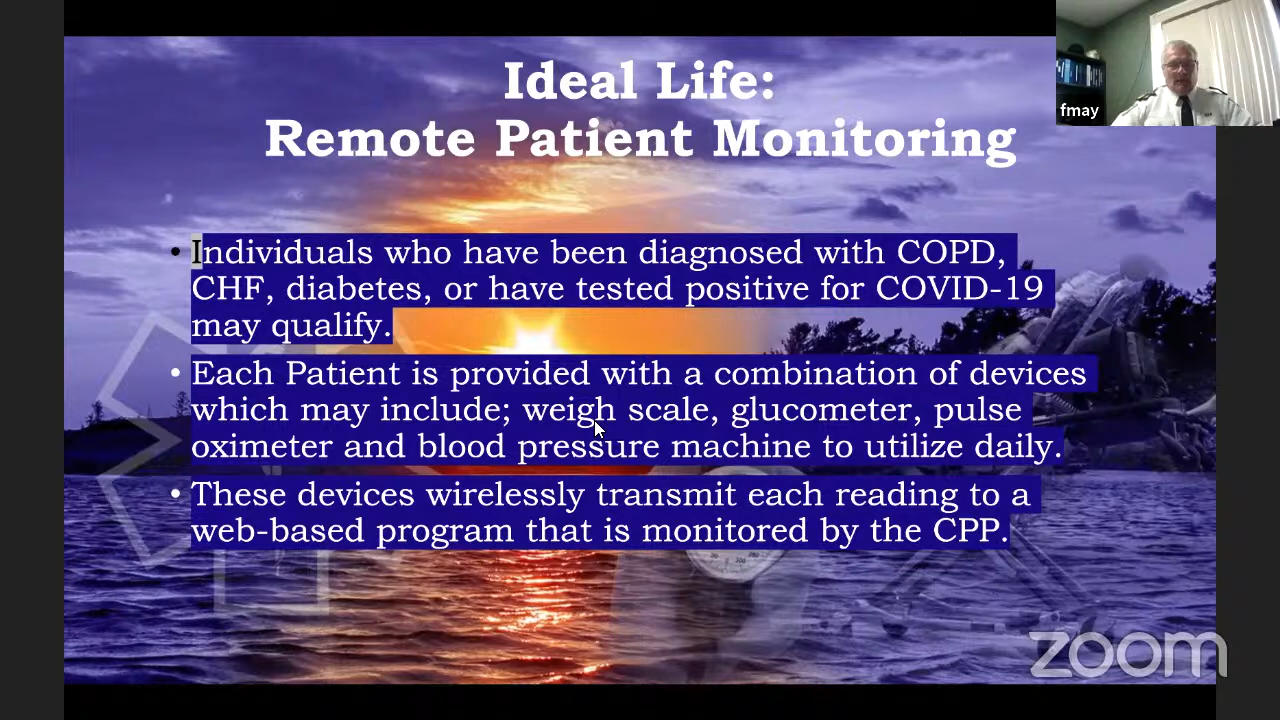 Ideal Life:
Remote Patient Monitoring
fmay
• Individuals who have been diagnosed with COPD,
CHF, diabetes, or have tested positive for COVID-19
may qualify.
• Each Patient is provided with a combination of devices
which may include; weigh scale, glucometer, pulse
oximeter and blood pressure machine to utilize daily.
• These devices wirelessly transmit each reading to a
web-based program that is monitored by the CPP.
zoom